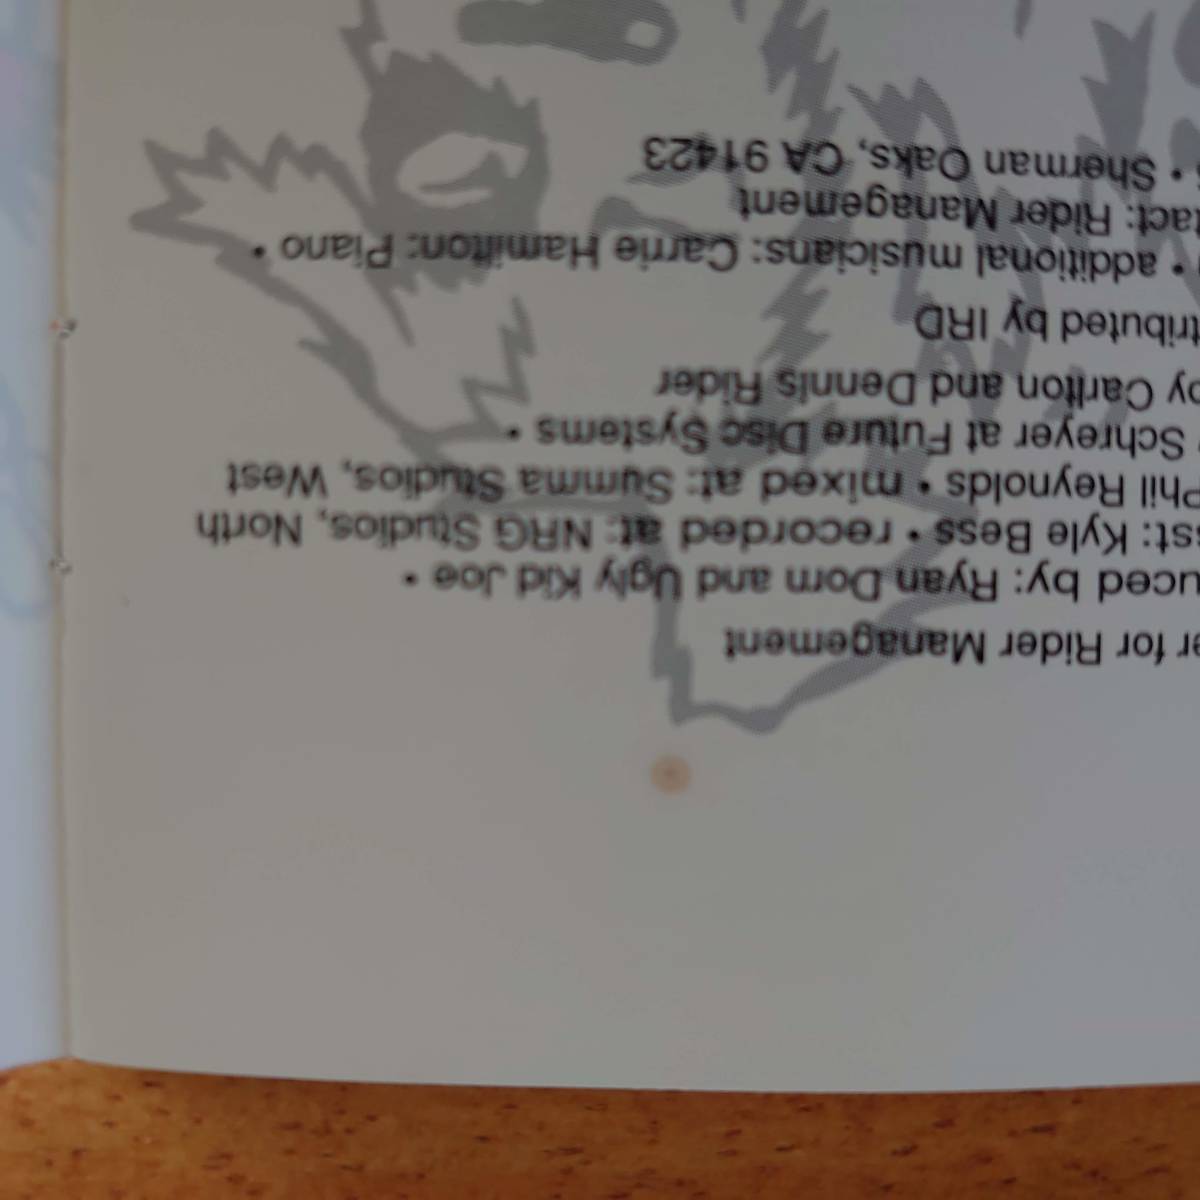 er for Rider Management
uced by: Ryan Dorn and Ugly Kid Joe •
sst: Kyle Bess • recorded at: NRG Studios, North
Phil Reynolds • mixed at: Summa Studios, West
Schreyer at Future Disc Systems •
by Carlton and Dennis Rider
tributed by IRD
• additional musicians: Carrie Hamilton: Piano •
tact: Rider Management
• Sherman Oaks, CA 91423